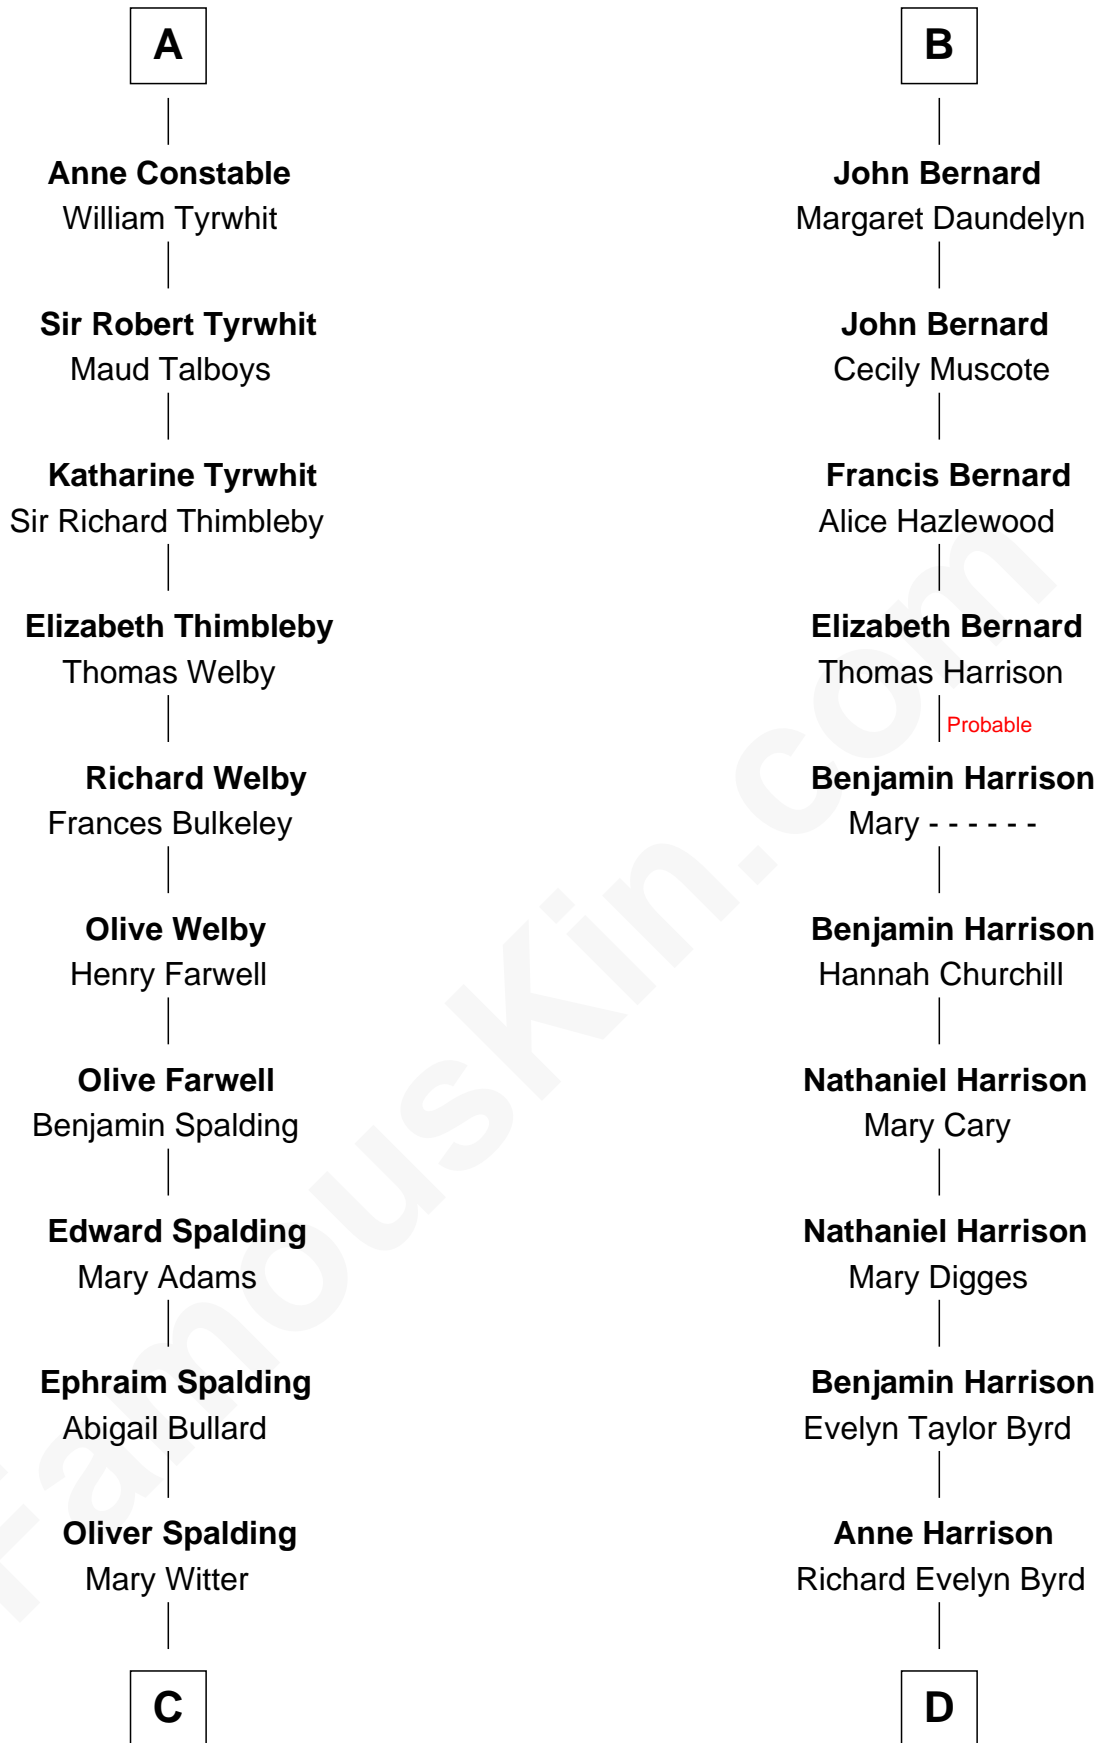 A
Anne Constable
William Tyrwhit
Sir Robert Tyrwhit
Maud Talboys
Katharine Tyrwhit
Sir Richard Thimbleby
Elizabeth Thimbleby
Thomas Welby
Richard Welby
Frances Bulkeley
Olive Welby
Henry Farwell
Olive Farwell
Benjamin Spalding
Edward Spalding
Mary Adams
Ephraim Spalding
Abigail Bullard
Oliver Spalding
Mary Witter
C
B
John Bernard
Margaret Daundelyn
John Bernard
Cecily Muscote
Francis Bernard
Alice Hazlewood
Elizabeth Bernard
Thomas Harrison
Probable
Benjamin Harrison
Mary - - - - - -
Benjamin Harrison
Hannah Churchill
Nathaniel Harrison
Mary Cary
Nathaniel Harrison
Mary Digges
Benjamin Harrison
Evelyn Taylor Byrd
Anne Harrison
Richard Evelyn Byrd
D
FamousKin.com